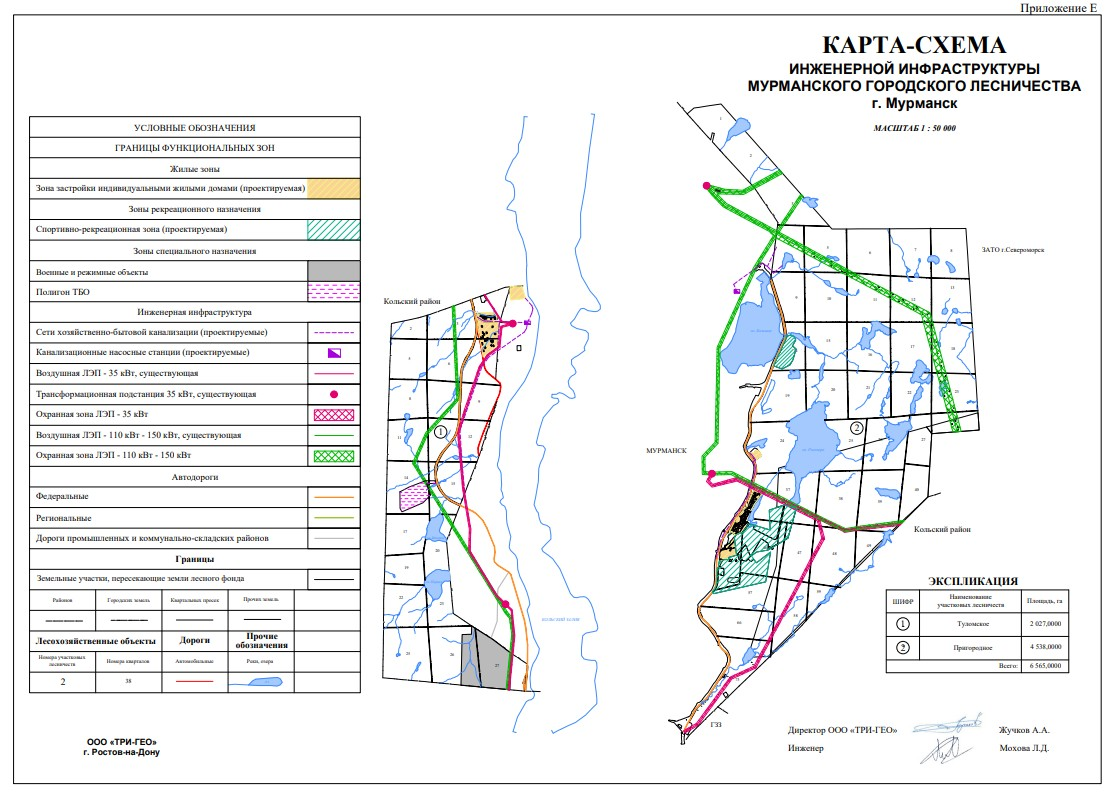 Приложение Е
КАРТА-СХЕМА
ИНЖЕНЕРНОЙ ИНФРАСТРУКТУРЫ
МУРМАНСКОГО ГОРОДСКОГО ЛЕСНИЧЕСТВА
г. Мурманск
МАСШТАБ 1 : 50 000
УСЛОВНЫЕ ОБОЗНАЧЕНИЯ
ГРАНИЦЫ ФУНКЦИОНАЛЬНЫХ ЗОН
Жилые зоны
Зона застройки индивидуальными жилыми домами (проектируемая)
Зоны рекреационного назначения
Спортивно-рекреационная зона (проектируемая)
Зоны специального назначения
Военные и режимные объекты
Полигон ТБО
Инженерная инфраструктура
Сети хозяйственно-бытовой канализации (проектируемые)
Канализационные насосные станции (проектируемые)
Воздушная ЛЭП - 35 кВт, существующая
Трансформационная подстанция 35 кВт, существующая
Охранная зона ЛЭП - 35 кВт
Воздушная ЛЭП - 110 кВт - 150 кВт, существующая
Охранная зона ЛЭП - 110 кВт - 150 кВт
Автодороги
Федеральные
Региональные
Дороги промышленных и коммунально-складких районов
Границы
Земельные участки, пересекающие земли лесного фонда
Районов Городских земель Квартальных просек Прочих земель
Лесохозяйственные объекты Дороги Прочие обозначения
Номера участковых лесничеств Номера кварталов Автомобильные Реки, озера
2 38
ООО «ТРИ-ГЕО»
г. Ростов-на-Дону
Кольский район
1
кольский залив
ЗАТО г.Североморск
МУРМАНСК
2
Кольский район
ГЗЗ
ЭКСПЛИКАЦИЯ
ШИФР Наименование участковых лесничеств Площадь, га
1 Туломское 2 027,0000
2 Пригородное 4 538,0000
Всего: 6 565,0000
Директор ООО «ТРИ-ГЕО» Жучков А.А.
Инженер Мохова Л.Д.